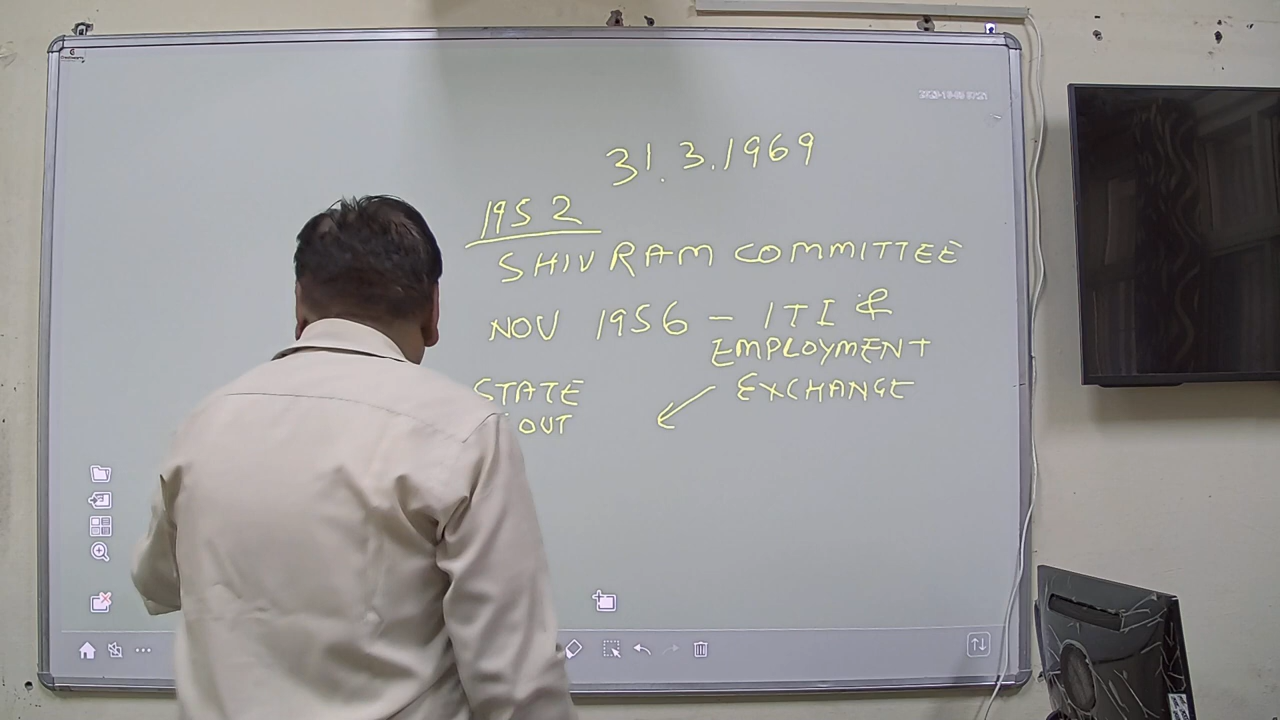 31.3.1969
1952
SHIVRAM COMMITTEE
NOV 1956 – ITI &
EMPLOYMENT
STATE
EXCHANGE
OUT